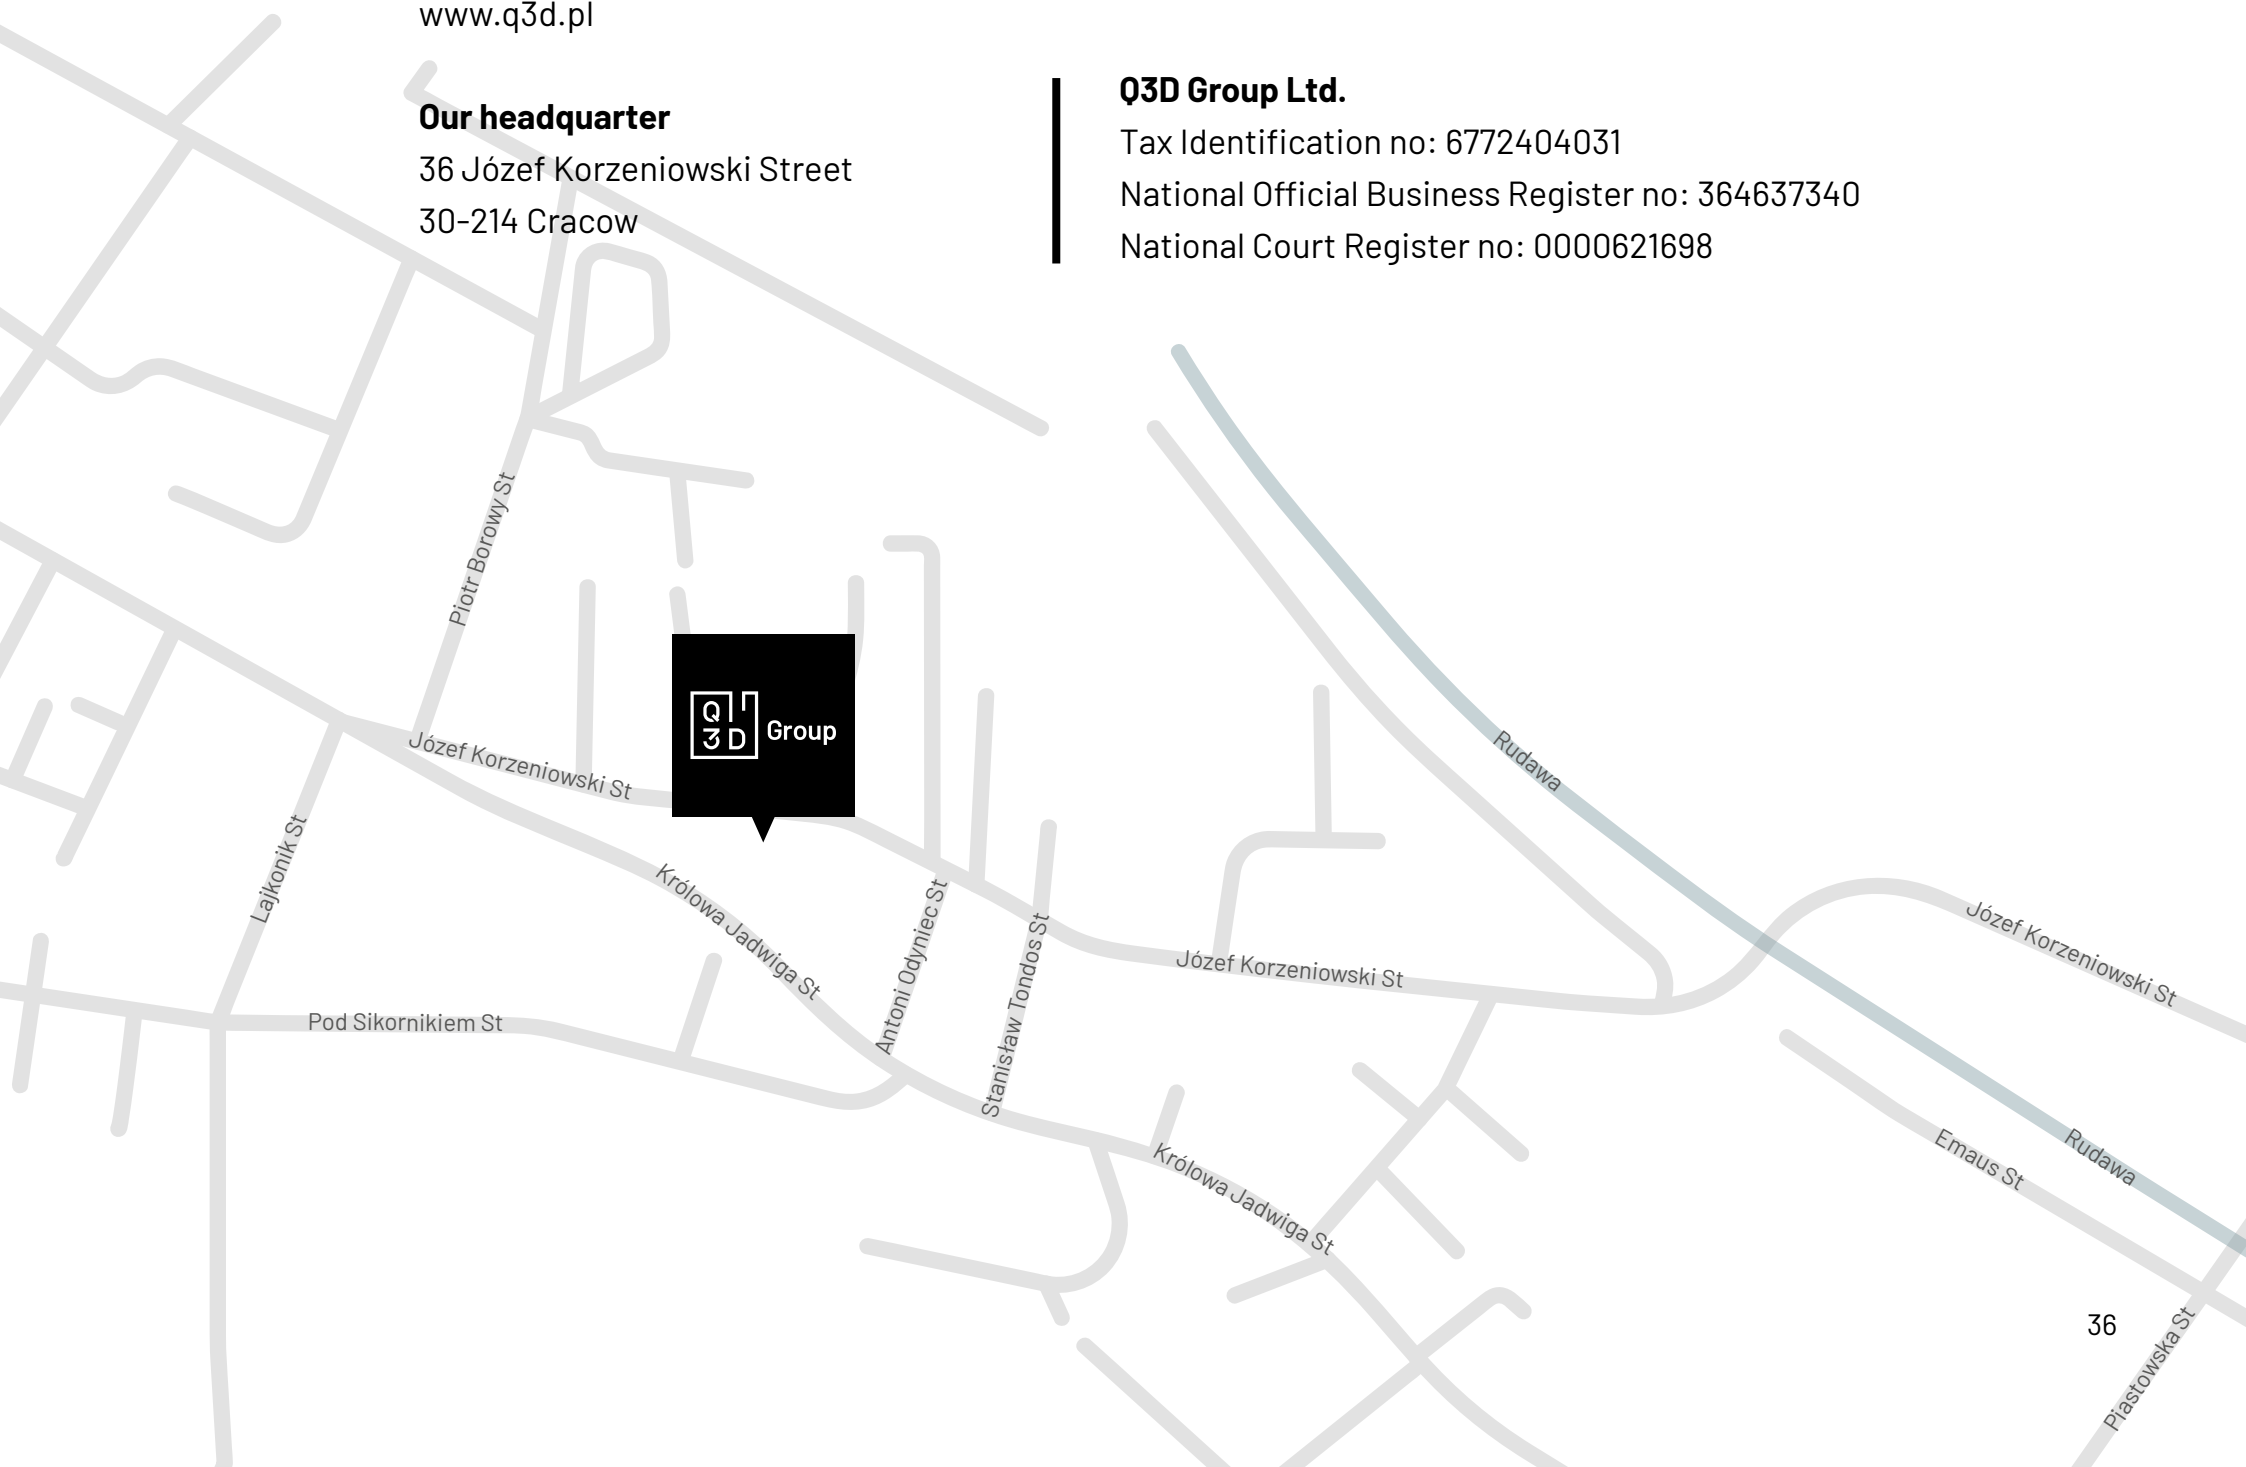 www.q3d.pl
Our headquarter
36 Józef Korzeniowski Street
30-214 Cracow
Q3D Group Ltd.
Tax Identification no: 6772404031
National Official Business Register no: 364637340
National Court Register no: 0000621698
Piotr Borowy St
Józef Korzeniowski St
Q
3D Group
Rudawa
Lajkonik St
Królowa Jadwiga St
Antoni Odyniec St
Stanisław Tondos St
Józef Korzeniowski St
Józef Korzeniowski St
Pod Sikornikiem St
Królowa Jadwiga St
Emaus St
Rudawa
36
Piastowska St